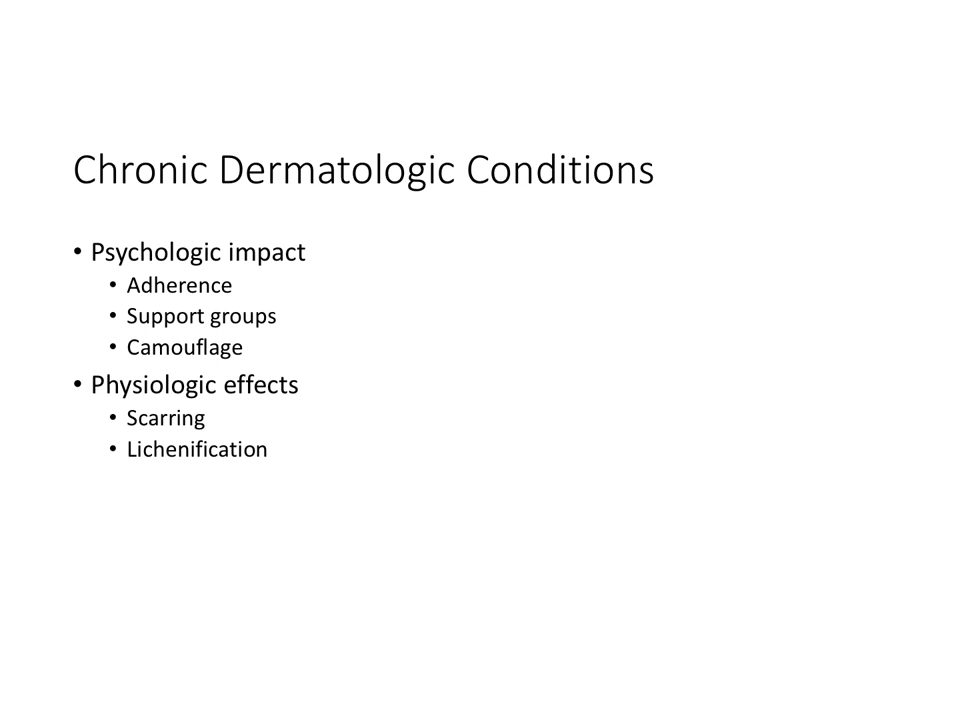 Chronic Dermatologic Conditions
• Psychologic impact
• Adherence
• Support groups
• Camouflage
• Physiologic effects
• Scarring
• Lichenification